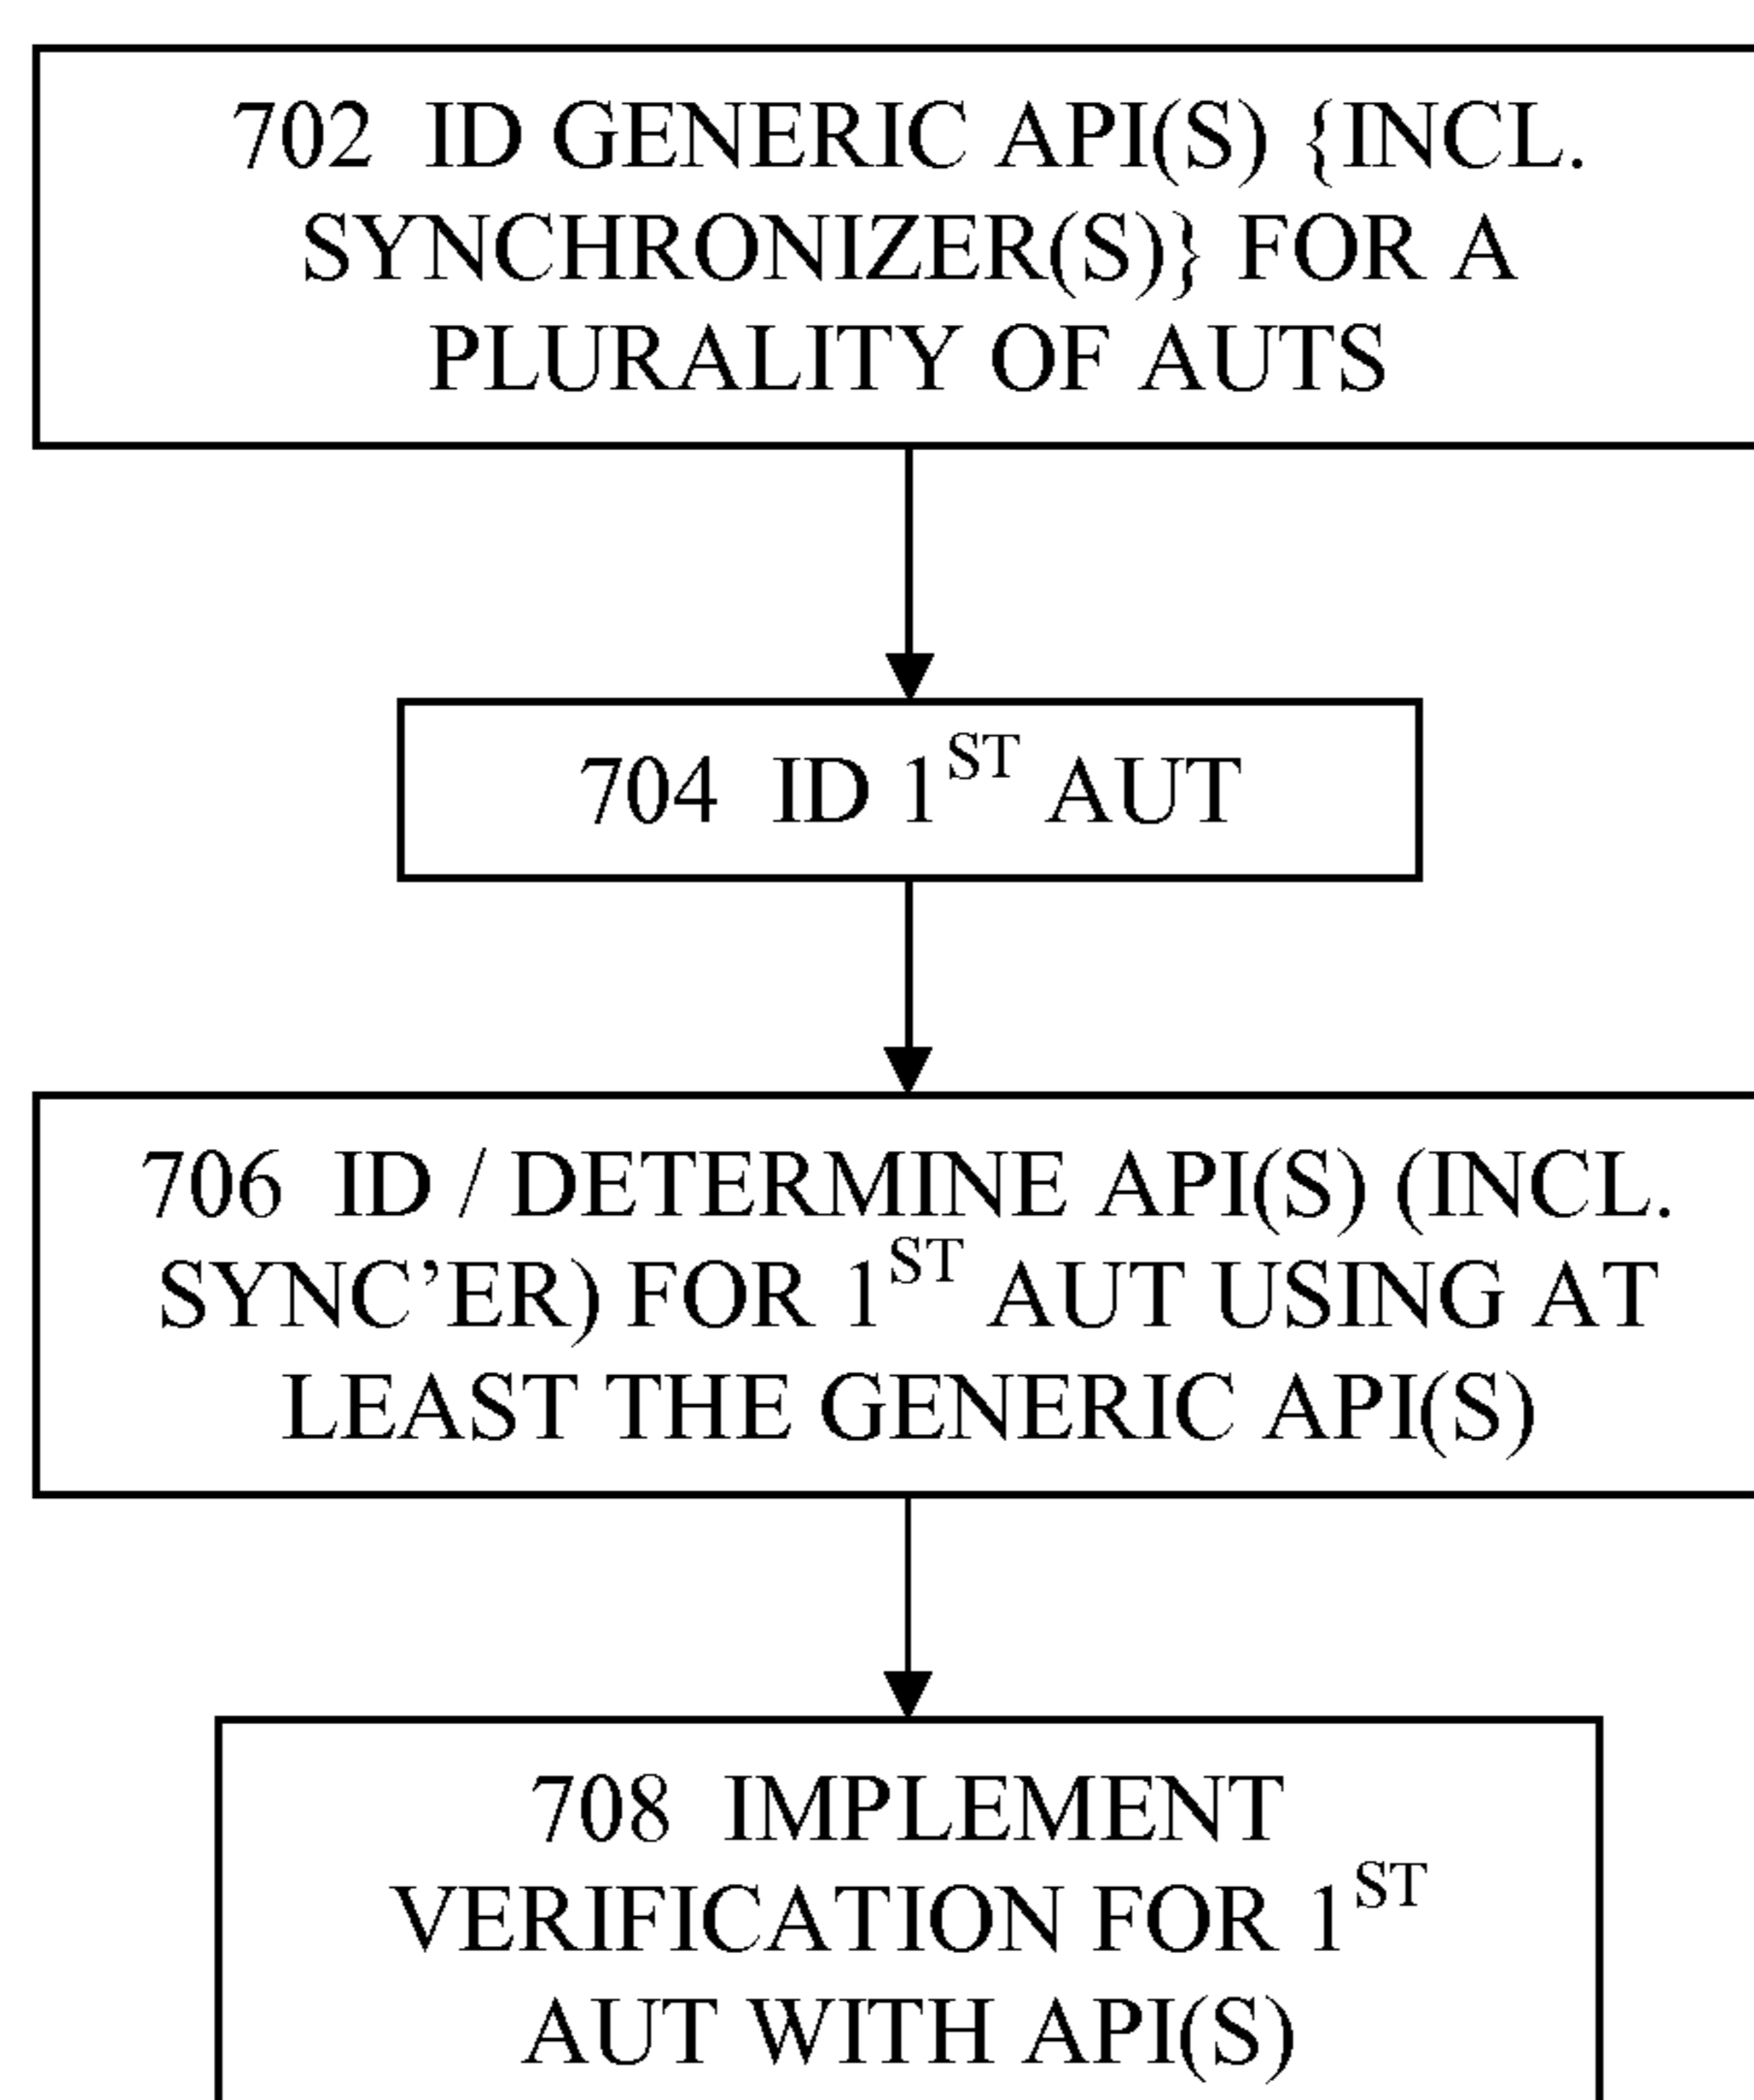 702 ID GENERIC API(S) {INCL.
SYNCHRONIZER(S)} FOR A
PLURALITY OF AUTS
704 ID 1ST AUT
706 ID / DETERMINE API(S) (INCL.
SYNC’ER) FOR 1ST AUT USING AT
LEAST THE GENERIC API(S)
708 IMPLEMENT
VERIFICATION FOR 1ST
AUT WITH API(S)